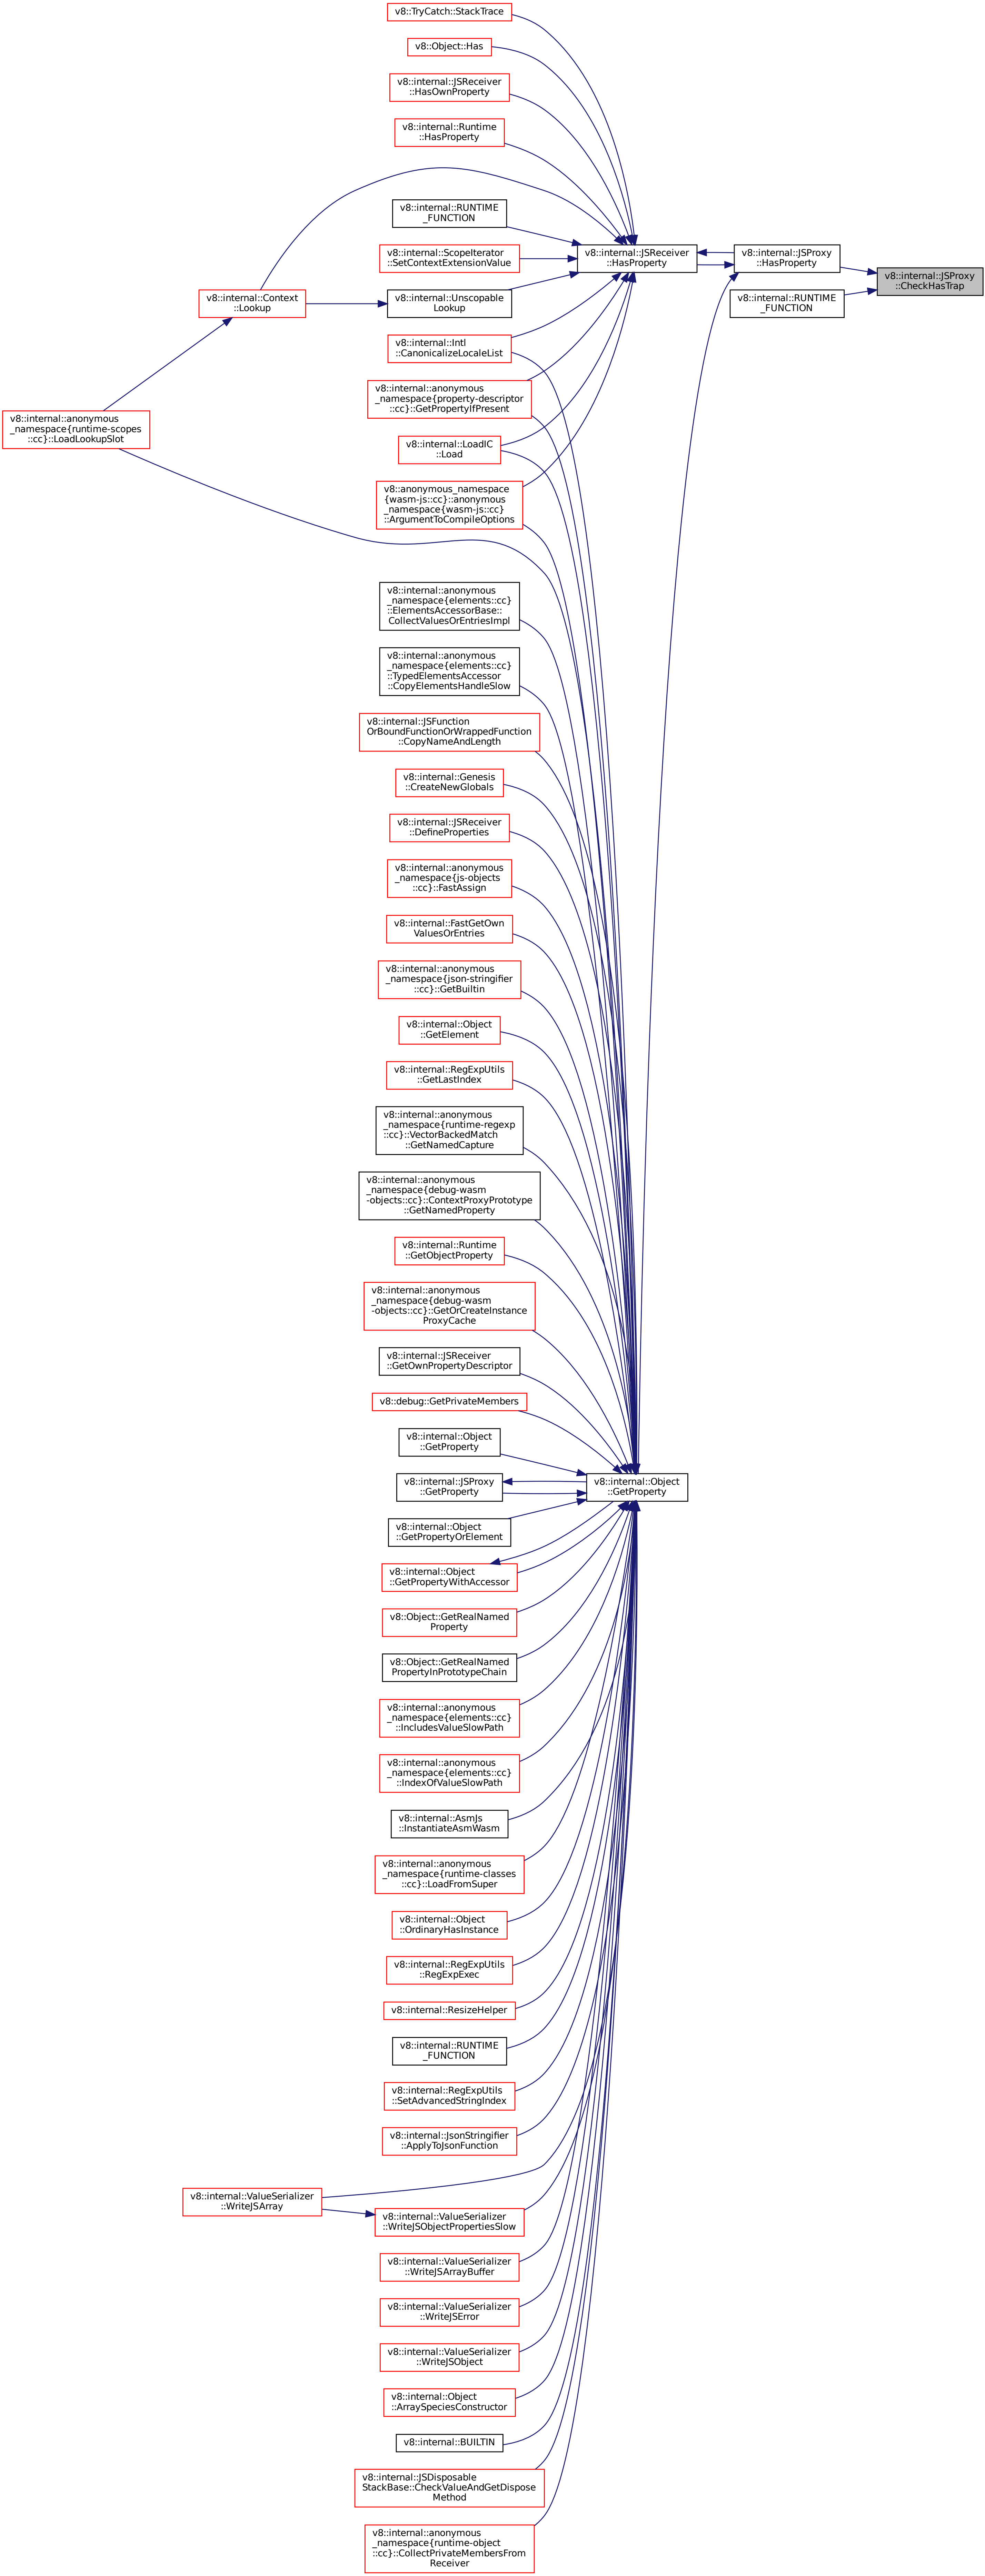 v8::TryCatch::StackTrace
v8::Object::Has
v8::internal::JSReceiver
::HasOwnProperty
v8::internal::Runtime
::HasProperty
v8::internal::RUNTIME
_FUNCTION
v8::internal::ScopeIterator
::SetContextExtensionValue
v8::internal::JSReceiver
::HasProperty
v8::internal::JSProxy
::HasProperty
v8::internal::JSProxy
::CheckHasTrap
v8::internal::Context
::Lookup
v8::internal::Unscopable
Lookup
v8::internal::RUNTIME
_FUNCTION
v8::internal::Intl
::CanonicalizeLocaleList
v8::internal::anonymous
_namespace{property-descriptor
::cc}::GetPropertyIfPresent
v8::internal::anonymous
_namespace{runtime-scopes
::cc}::LoadLookupSlot
v8::internal::LoadIC
::Load
v8::anonymous_namespace
{wasm-js::cc}::anonymous
_namespace{wasm-js::cc}
::ArgumentToCompileOptions
v8::internal::anonymous
_namespace{elements::cc}
::ElementsAccessorBase::
CollectValuesOrEntriesImpl
v8::internal::anonymous
_namespace{elements::cc}
::TypedElementsAccessor
::CopyElementsHandleSlow
v8::internal::JSFunction
OrBoundFunctionOrWrappedFunction
::CopyNameAndLength
v8::internal::Genesis
::CreateNewGlobals
v8::internal::JSReceiver
::DefineProperties
v8::internal::anonymous
_namespace{js-objects
::cc}::FastAssign
v8::internal::FastGetOwn
ValuesOrEntries
v8::internal::anonymous
_namespace{json-stringifier
::cc}::GetBuiltin
v8::internal::Object
::GetElement
v8::internal::RegExpUtils
::GetLastIndex
v8::internal::anonymous
_namespace{runtime-regexp
::cc}::VectorBackedMatch
::GetNamedCapture
v8::internal::anonymous
_namespace{debug-wasm
-objects::cc}::ContextProxyPrototype
::GetNamedProperty
v8::internal::Runtime
::GetObjectProperty
v8::internal::anonymous
_namespace{debug-wasm
-objects::cc}::GetOrCreateInstance
ProxyCache
v8::internal::JSReceiver
::GetOwnPropertyDescriptor
v8::debug::GetPrivateMembers
v8::internal::Object
::GetProperty
v8::internal::JSProxy
::GetProperty
v8::internal::Object
::GetProperty
v8::internal::Object
::GetPropertyOrElement
v8::internal::Object
::GetPropertyWithAccessor
v8::Object::GetRealNamed
Property
v8::Object::GetRealNamed
PropertyInPrototypeChain
v8::internal::anonymous
_namespace{elements::cc}
::IncludesValueSlowPath
v8::internal::anonymous
_namespace{elements::cc}
::IndexOfValueSlowPath
v8::internal::AsmJs
::InstantiateAsmWasm
v8::internal::anonymous
_namespace{runtime-classes
::cc}::LoadFromSuper
v8::internal::Object
::OrdinaryHasInstance
v8::internal::RegExpUtils
::RegExpExec
v8::internal::ResizeHelper
v8::internal::RUNTIME
_FUNCTION
v8::internal::RegExpUtils
::SetAdvancedStringIndex
v8::internal::JsonStringifier
::ApplyToJsonFunction
v8::internal::ValueSerializer
::WriteJSArray
v8::internal::ValueSerializer
::WriteJSObjectPropertiesSlow
v8::internal::ValueSerializer
::WriteJSArrayBuffer
v8::internal::ValueSerializer
::WriteJSError
v8::internal::ValueSerializer
::WriteJSObject
v8::internal::Object
::ArraySpeciesConstructor
v8::internal::BUILTIN
v8::internal::JSDisposable
StackBase::CheckValueAndGetDispose
Method
v8::internal::anonymous
_namespace{runtime-object
::cc}::CollectPrivateMembersFrom
Receiver